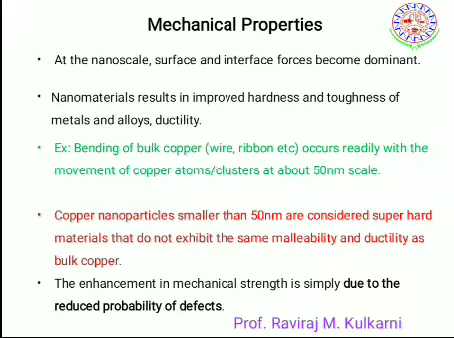 Mechanical Properties
• At the nanoscale, surface and interface forces become dominant.
• Nanomaterials results in improved hardness and toughness of
metals and alloys, ductility.
• Ex: Bending of bulk copper (wire, ribbon etc) occurs readily with the
movement of copper atoms/clusters at about 50nm scale.
• Copper nanoparticles smaller than 50nm are considered super hard
materials that do not exhibit the same malleability and ductility as
bulk copper.
• The enhancement in mechanical strength is simply due to the
reduced probability of defects.
Prof. Raviraj M. Kulkarni